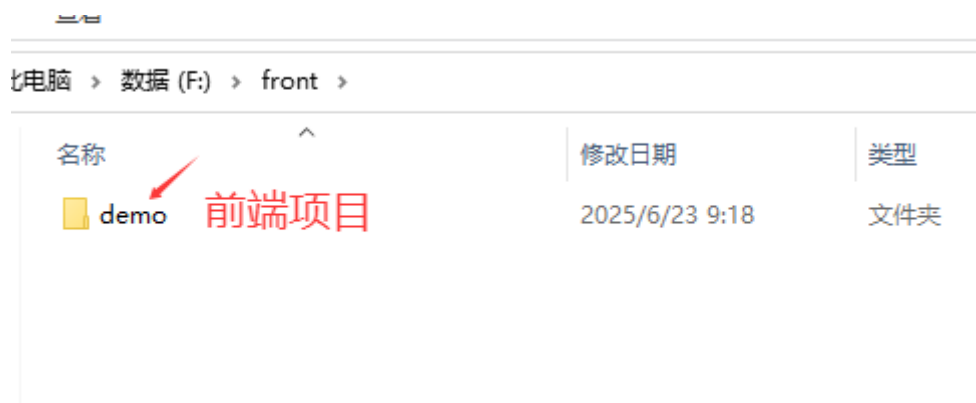 电脑 > 数据 (F:) > front >
名称 修改日期 类型
demo 前端项目 2025/6/23 9:18 文件夹